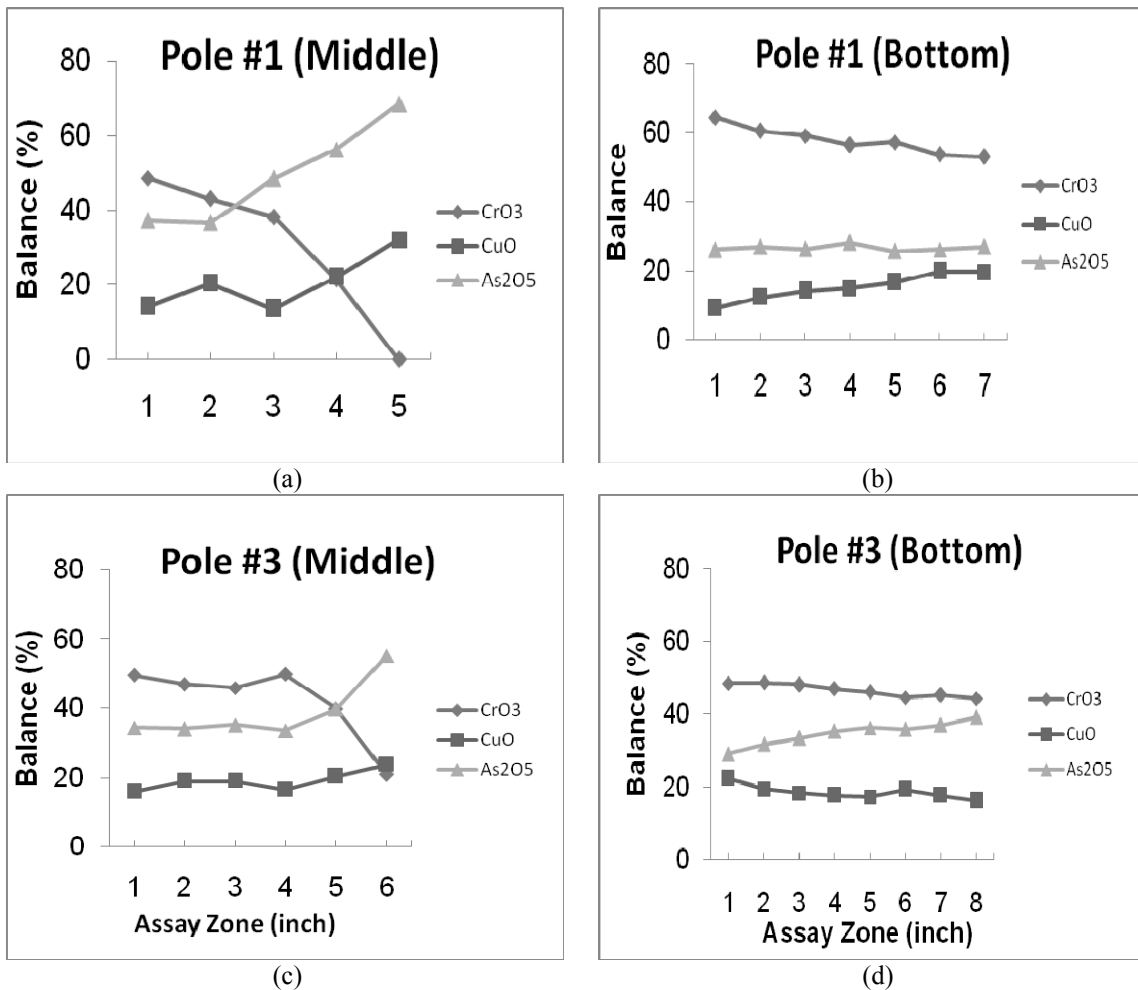 Pole #1 (Middle)
Balance (%)
80
60
40
20
0
1 2 3 4 5
CrO3
CuO
As2O5
(a)
Pole #1 (Bottom)
Balance
80
60
40
20
0
1 2 3 4 5 6 7
CrO3
CuO
As2O5
(b)
Pole #3 (Middle)
Balance (%)
80
60
40
20
0
1 2 3 4 5 6
Assay Zone (inch)
CrO3
CuO
As2O5
(c)
Pole #3 (Bottom)
Balance (%)
80
60
40
20
0
1 2 3 4 5 6 7 8
Assay Zone (inch)
CrO3
CuO
As2O5
(d)